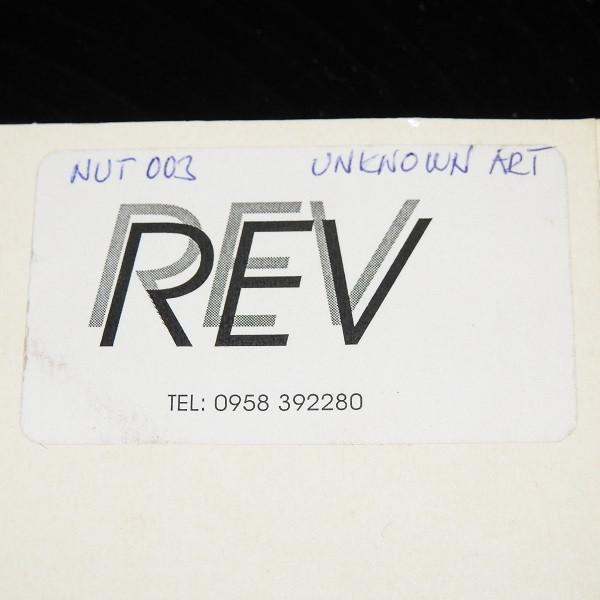 NUT 003 UNKNOWN ART
REV
TEL: 0958 392280